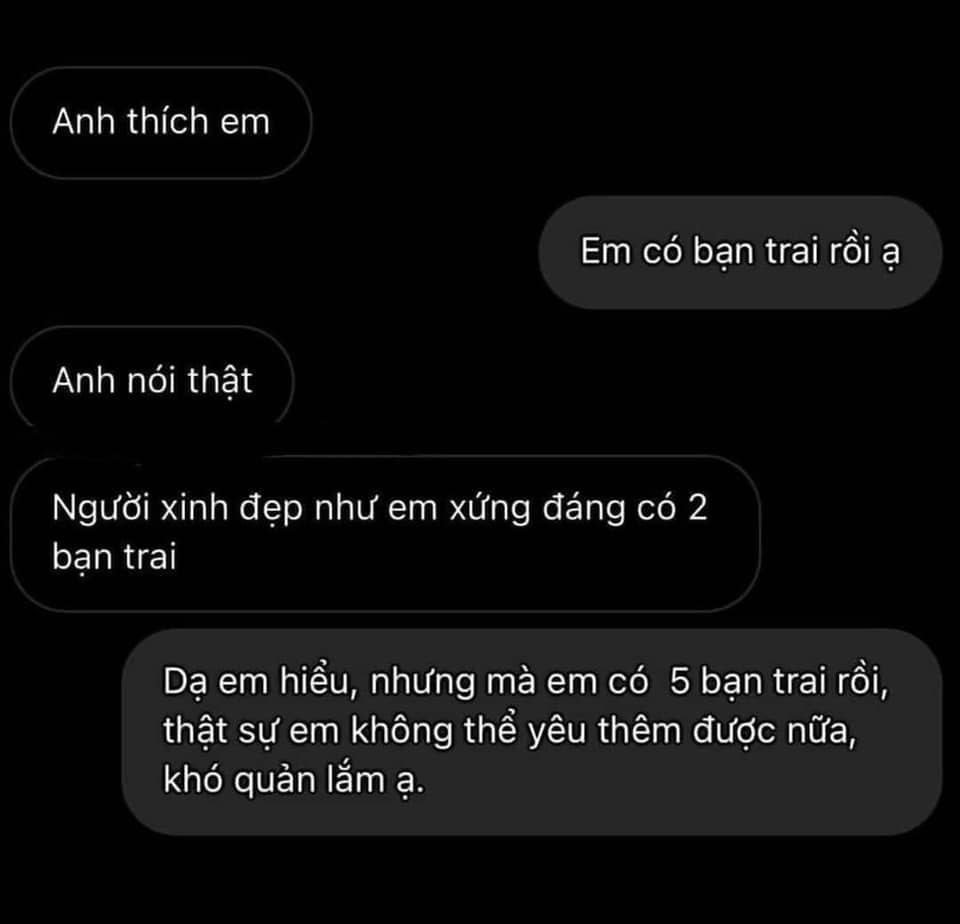 Anh thích em
Em có bạn trai rồi ạ
Anh nói thật
Người xinh đẹp như em xứng đáng có 2
bạn trai
Dạ em hiểu, nhưng mà em có  5 bạn trai rồi,
thật sự em không thể yêu thêm được nữa,
khó quản lắm ạ.